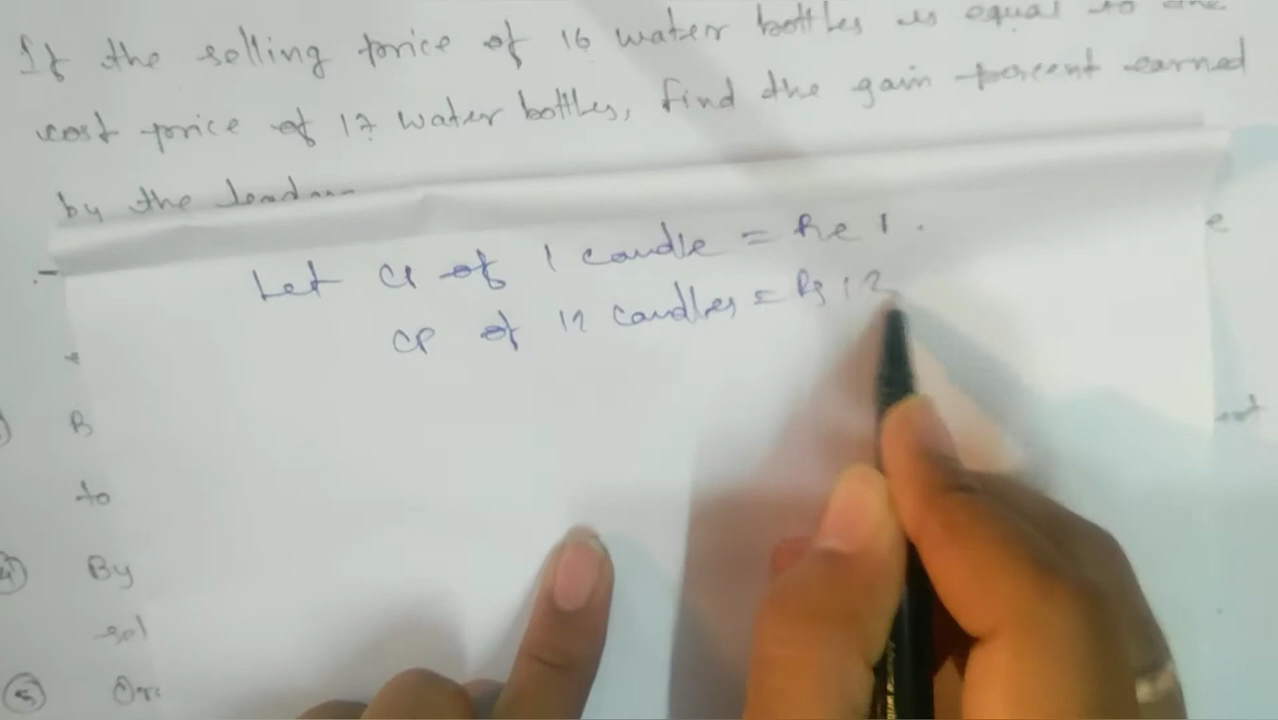 If the selling price of 16 water bottles is equal to the
cost price of 17 water bottles, find the gain percent earned
by the
Let CP of 1 candle = Re 1.
CP of 12 candles = Rs 12
B
to
By
sol
(5)